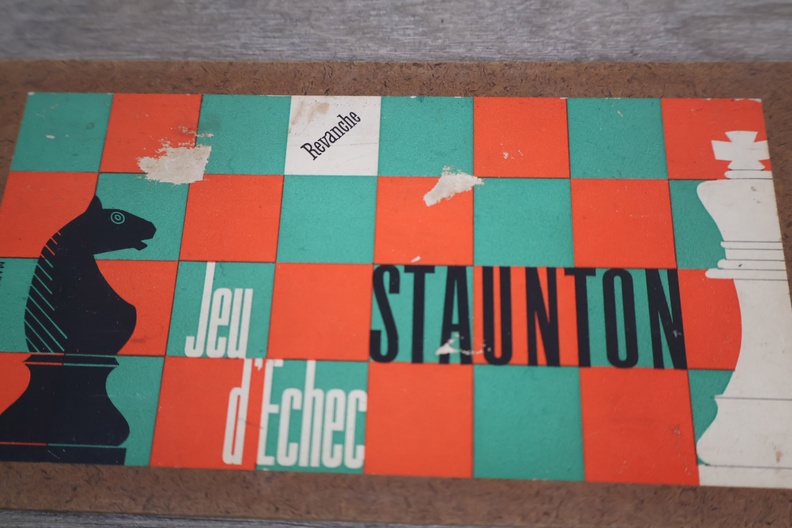 Revanche
Jeu
d'Echec
STAUNTON